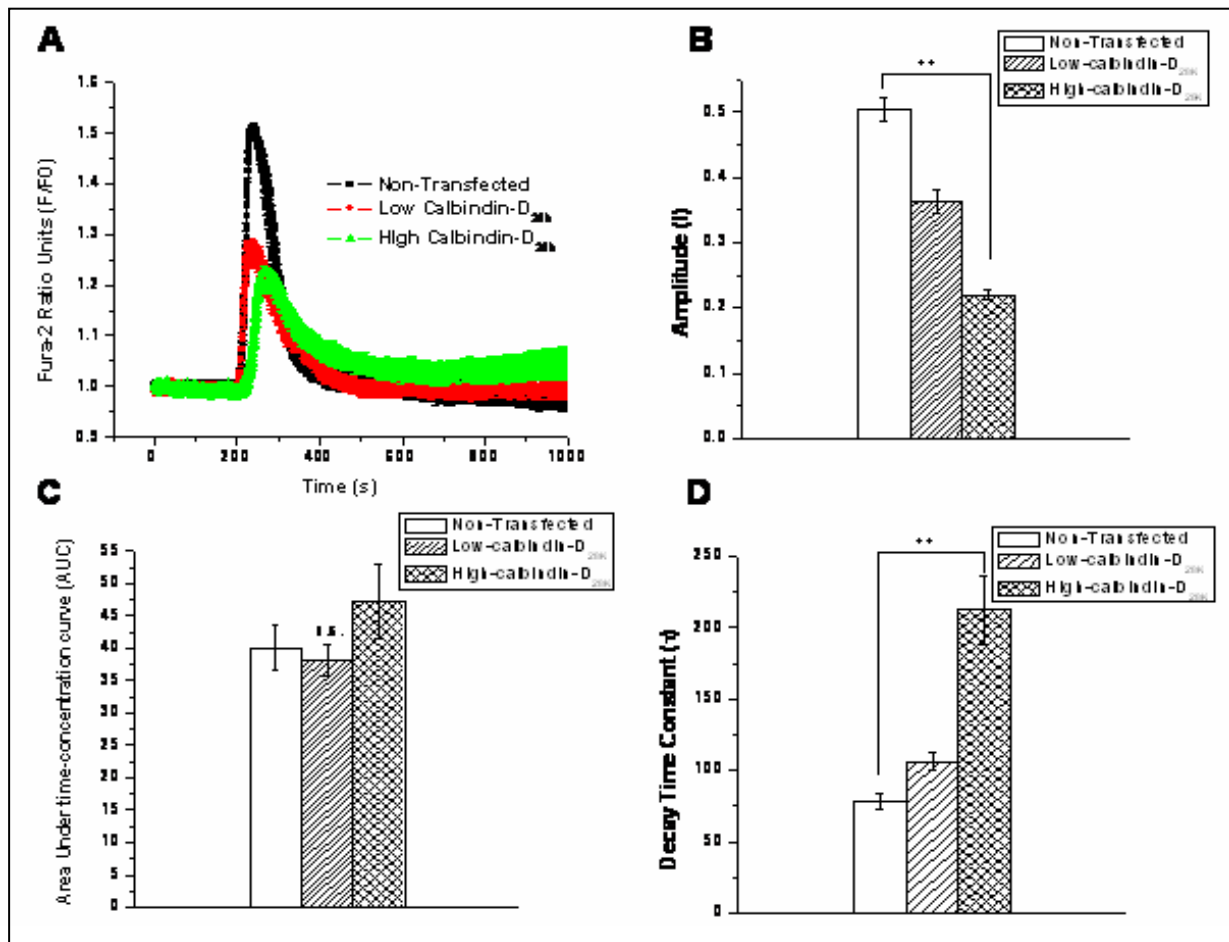 A
1.6
1.5
1.4
1.3
1.2
1.1
1.0
0.9
Fura-2 Ratio Units (F/F0)
Non-Transfected
Low Calbindin-D
High Calbindin-D
0
200
400
600
800
1000
Time (s)
B
Non-Transfected
Low-calbindin-D28K
High-calbindin-D28K
**
0.5
0.4
0.3
0.2
0.1
0.0
Amplitude (I)
C
Non-Transfected
Low-calbindin-D28K
High-calbindin-D28K
55
50
45
40
35
30
25
20
15
10
5
0
Area Under time-concentration curve (AUC)
n.s.
D
Non-Transfected
Low-calbindin-D28K
High-calbindin-D28K
**
250
200
150
100
50
0
Decay Time Constant (τ)